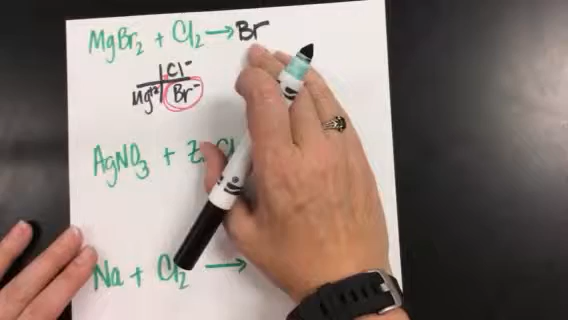 MgBr₂ + Cl₂ → Br
Cl⁻
Mg⁺² Br⁻
AgNO₃ +
Na + Cl₂ →